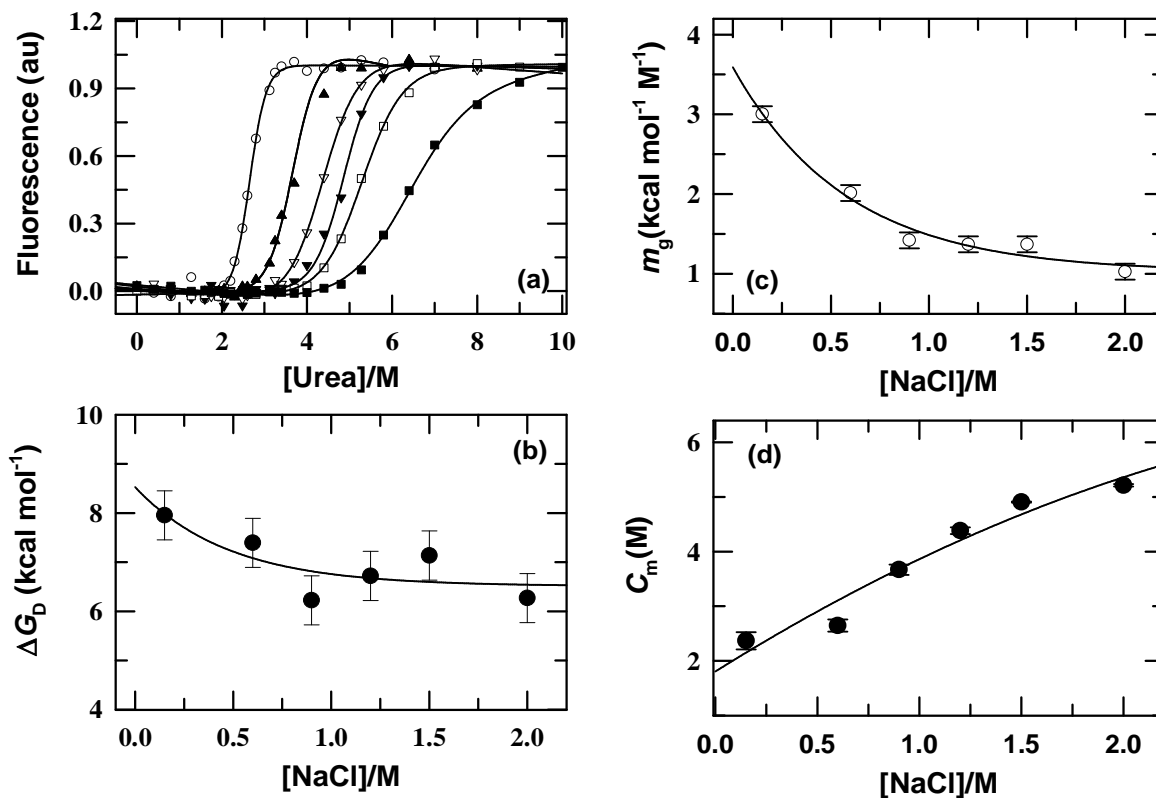 1.2
0.9
0.6
0.3
0.0
Fluorescence (au)
(a)
0 2 4 6 8 10
[Urea]/M
4
3
2
1
m_g(kcal mol⁻¹ M⁻¹)
(c)
0.0 0.5 1.0 1.5 2.0
[NaCl]/M
10
8
6
4
ΔG_D (kcal mol⁻¹)
(b)
0.0 0.5 1.0 1.5 2.0
[NaCl]/M
6
4
2
C_m(M)
(d)
0.0 0.5 1.0 1.5 2.0
[NaCl]/M